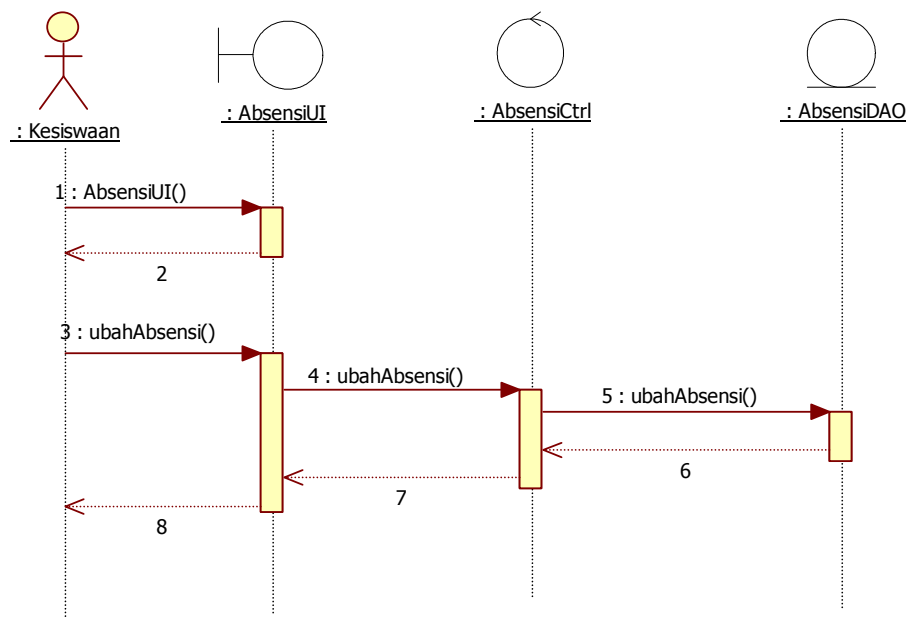 : Kesiswaan
: AbsensiUI
: AbsensiCtrl
: AbsensiDAO
1 : AbsensiUI()
2
3 : ubahAbsensi()
4 : ubahAbsensi()
5 : ubahAbsensi()
6
7
8